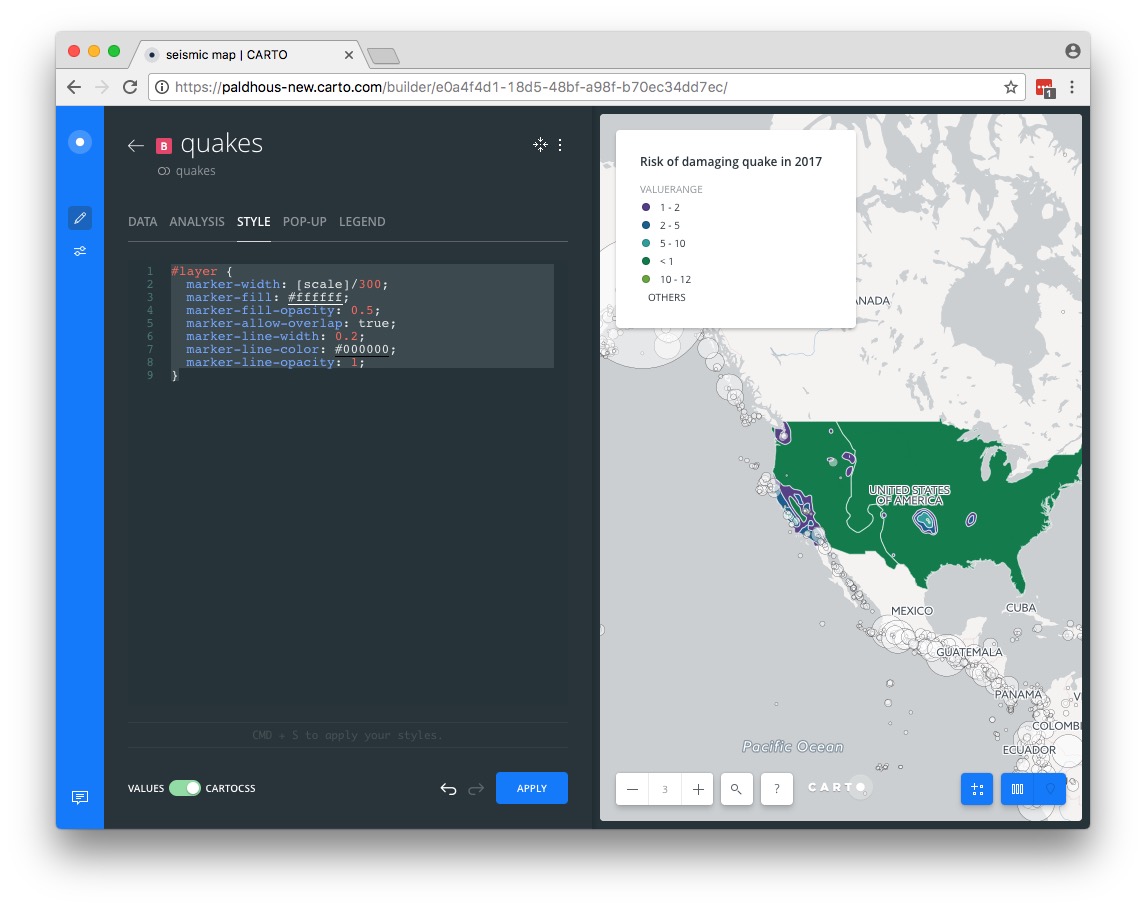 seismic map | CARTO
https://paldhous-new.carto.com/builder/e0a4f4d1-18d5-48bf-a98f-b70ec34dd7ec/
1
B quakes
quakes
DATA ANALYSIS STYLE POP-UP LEGEND
1 #layer {
2 marker-width: [scale]/300;
3 marker-fill: #ffffff;
4 marker-fill-opacity: 0.5;
5 marker-allow-overlap: true;
6 marker-line-width: 0.2;
7 marker-line-color: #000000;
8 marker-line-opacity: 1;
9 }
CMD + S to apply your styles.
VALUES CARTOCSS
APPLY
Risk of damaging quake in 2017
VALUERANGE
1 - 2
2 - 5
5 - 10
< 1
10 - 12
OTHERS
ANADA
UNITED STATES
OF AMERICA
MEXICO
CUBA
GUATEMALA
PANAMA
V
COLOMBI
ECUADOR
Pacific Ocean
3
?
CARTO